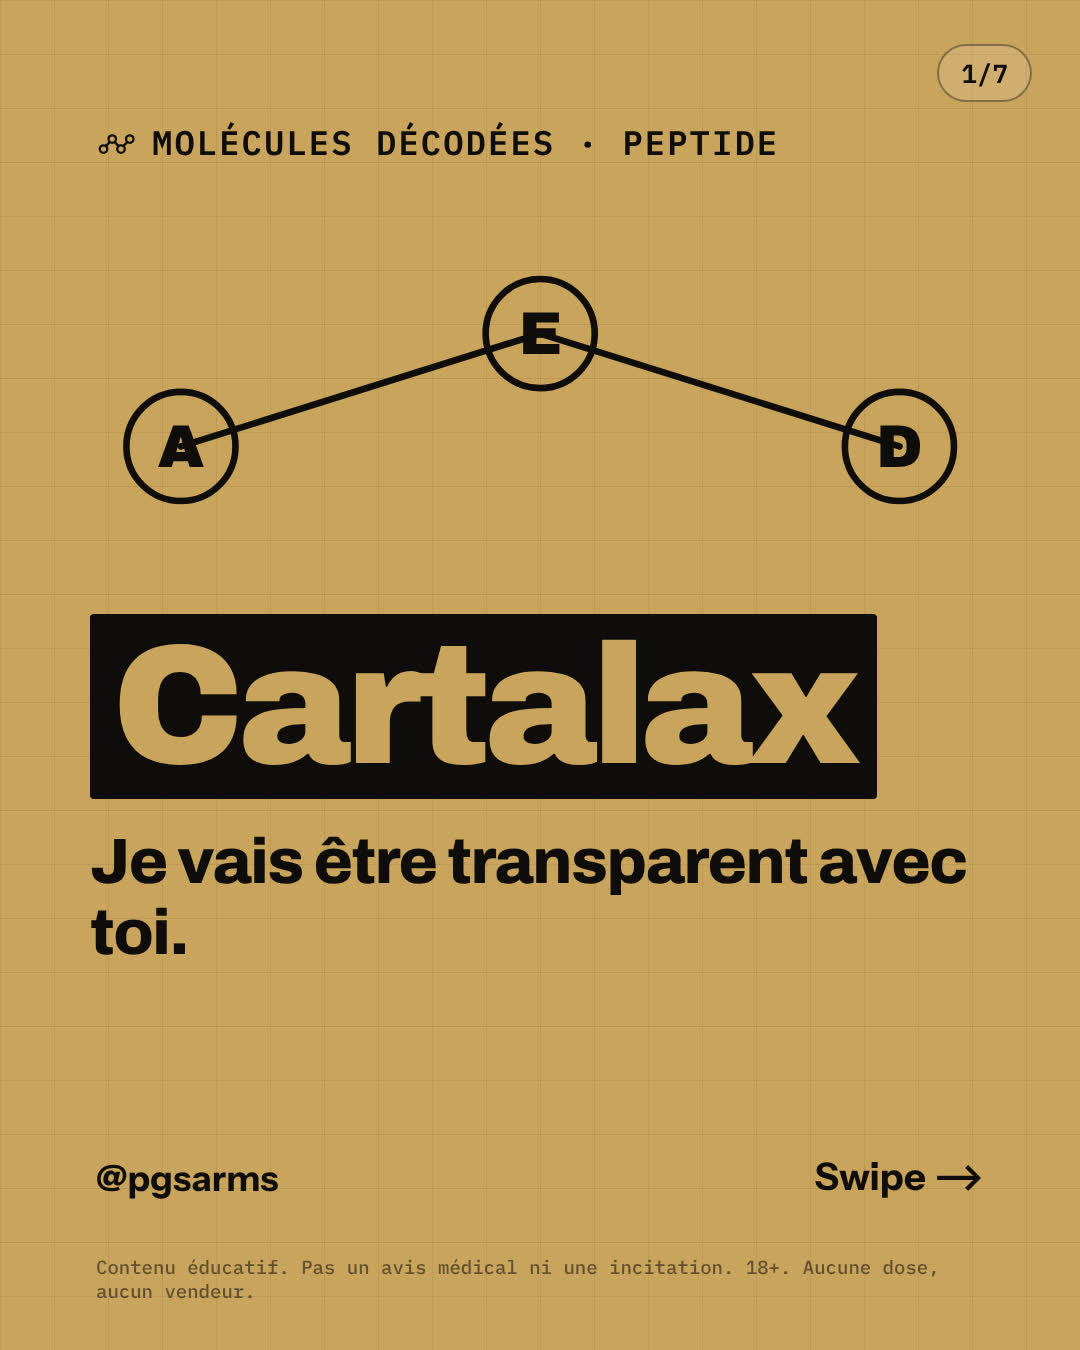 1/7
MOLÉCULES DÉCODÉES · PEPTIDE
E
A
D
Cartalax
Je vais être transparent avec
toi.
@pgsarms
Swipe →
Contenu éducatif. Pas un avis médical ni une incitation. 18+. Aucune dose,
aucun vendeur.